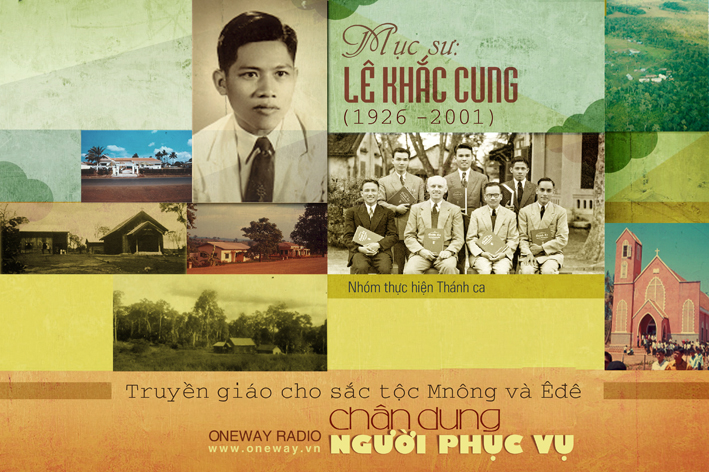 Mục sư:
LÊ KHẮC CUNG
(1926 -2001)
Nhóm thực hiện Thánh ca
Truyền giáo cho sắc tộc Mnông và Êđê
chân dung
ONEWAY RADIO
NGƯỜI PHỤC VỤ
www.oneway.vn